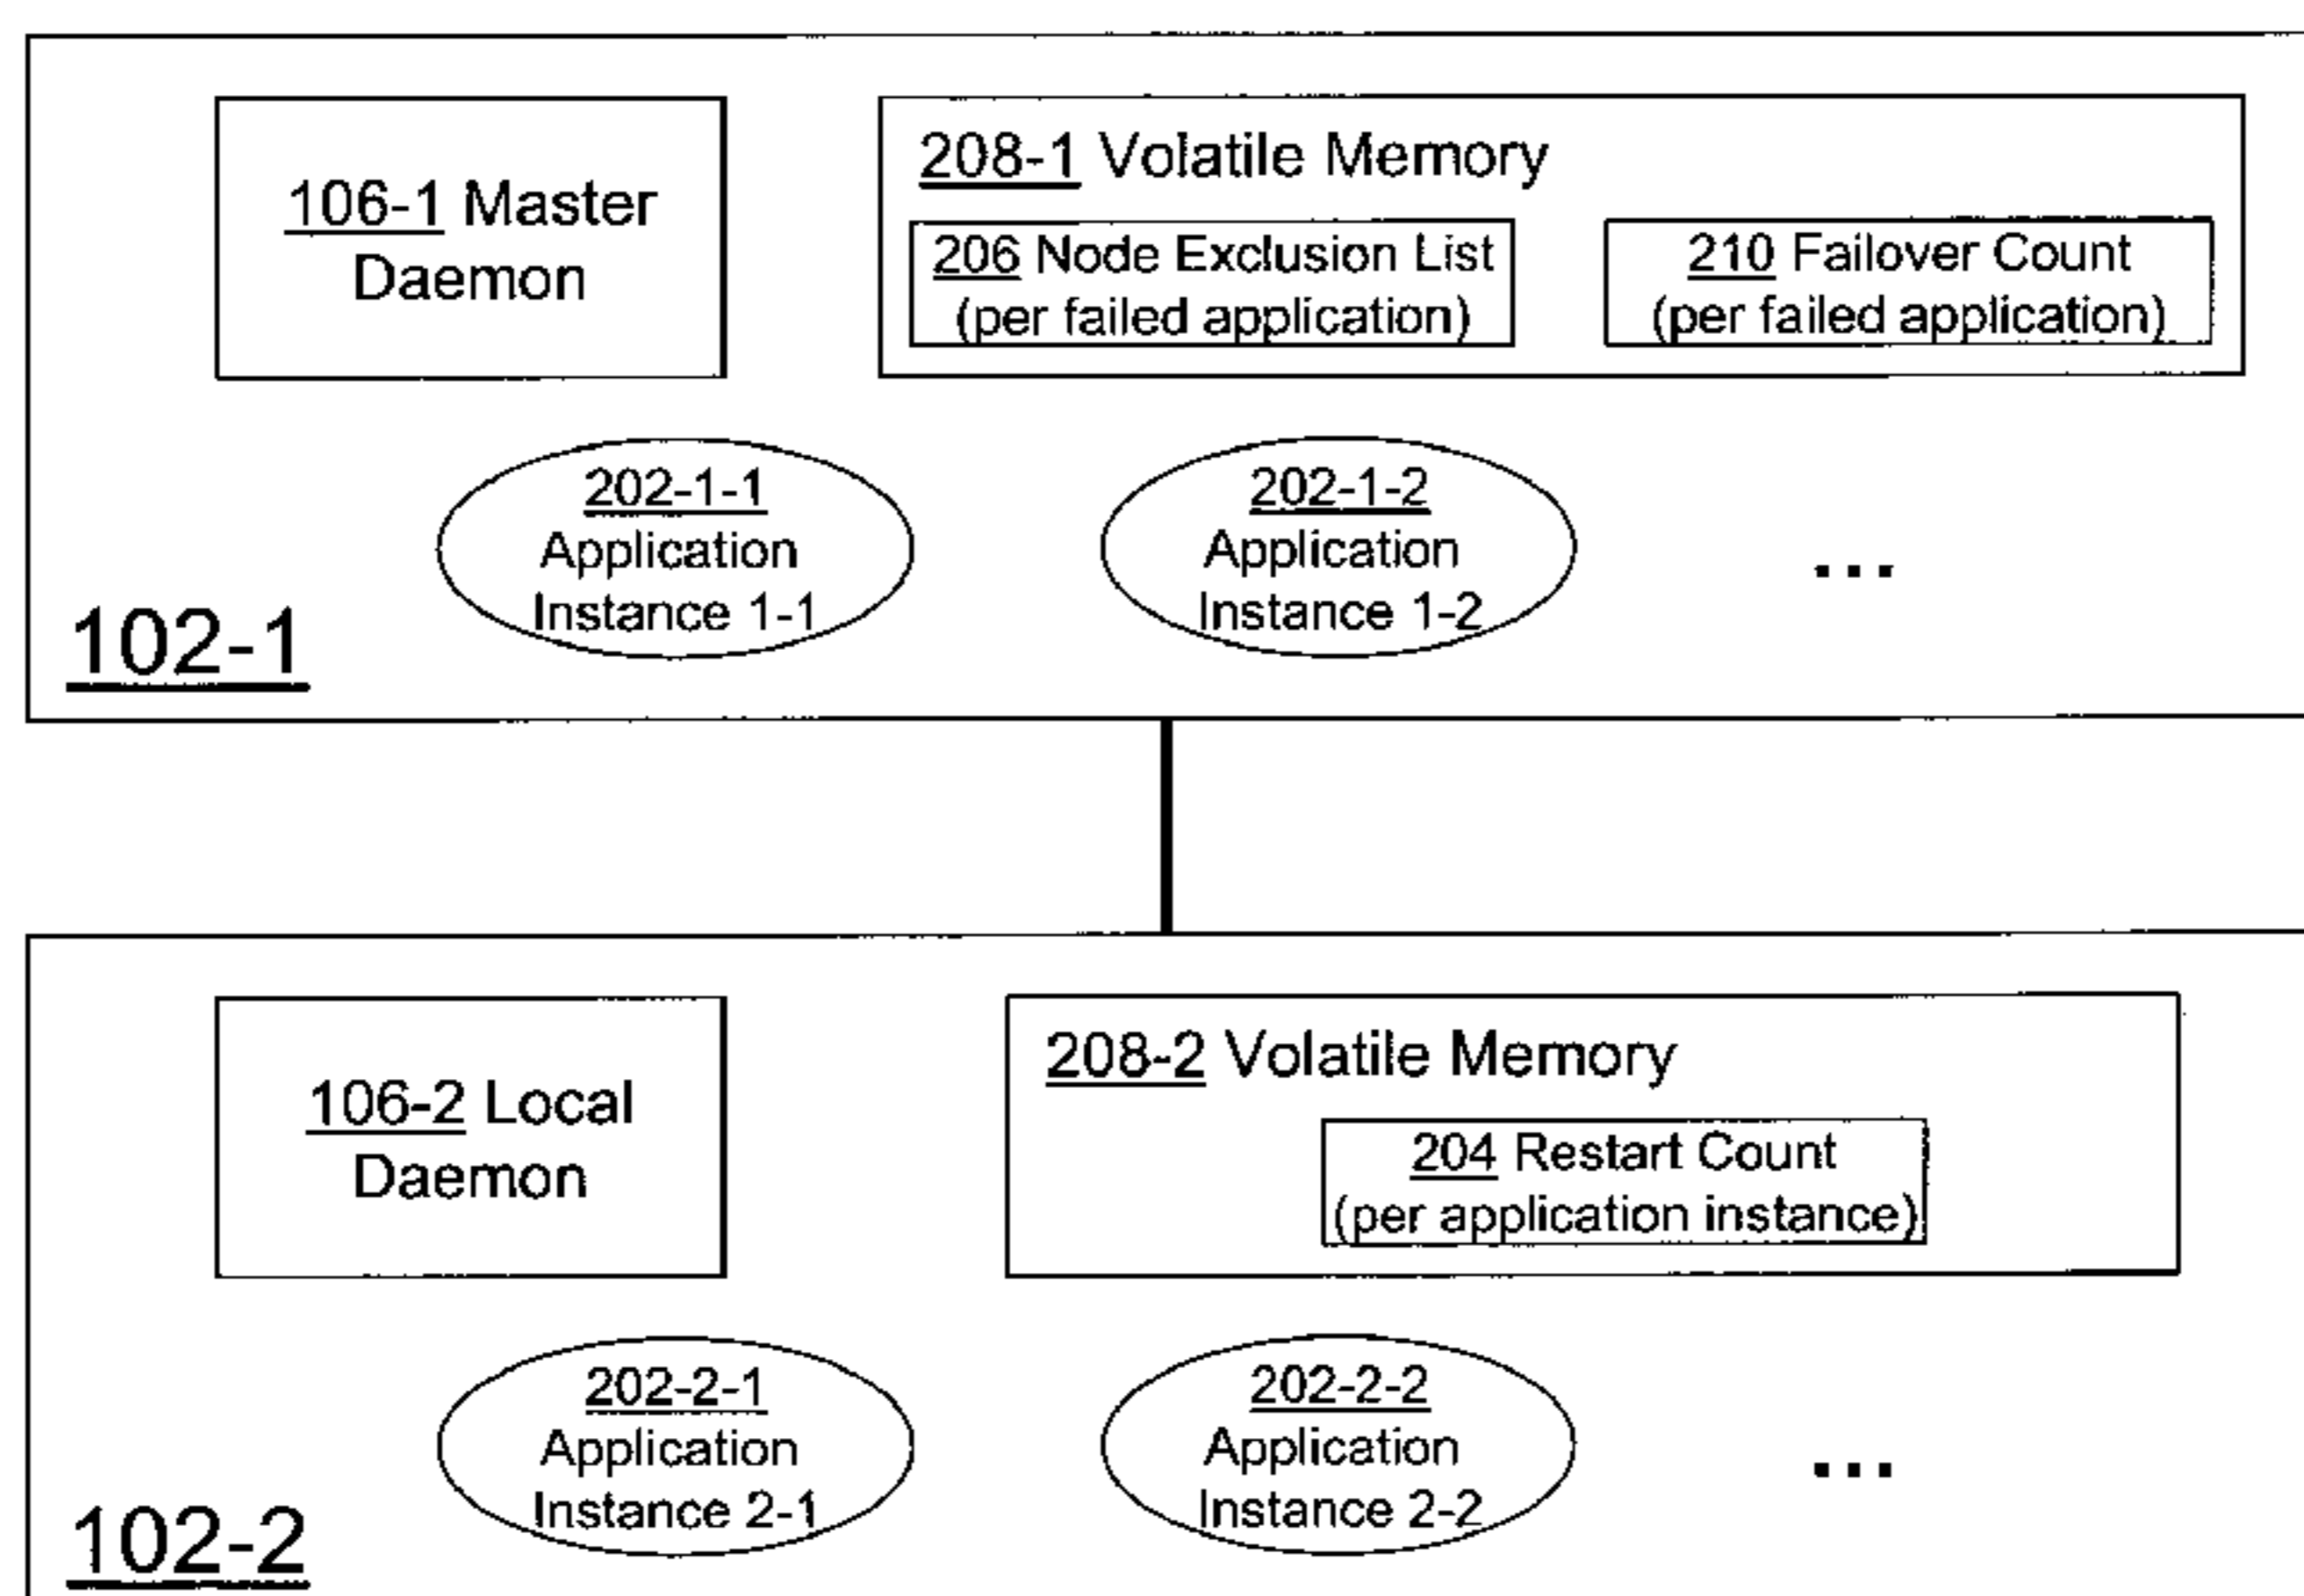 106-1 Master
Daemon
208-1 Volatile Memory
206 Node Exclusion List
(per failed application)
210 Failover Count
(per failed application)
202-1-1
Application
Instance 1-1
202-1-2
Application
Instance 1-2
...
102-1
106-2 Local
Daemon
208-2 Volatile Memory
204 Restart Count
(per application instance)
202-2-1
Application
Instance 2-1
202-2-2
Application
Instance 2-2
...
102-2